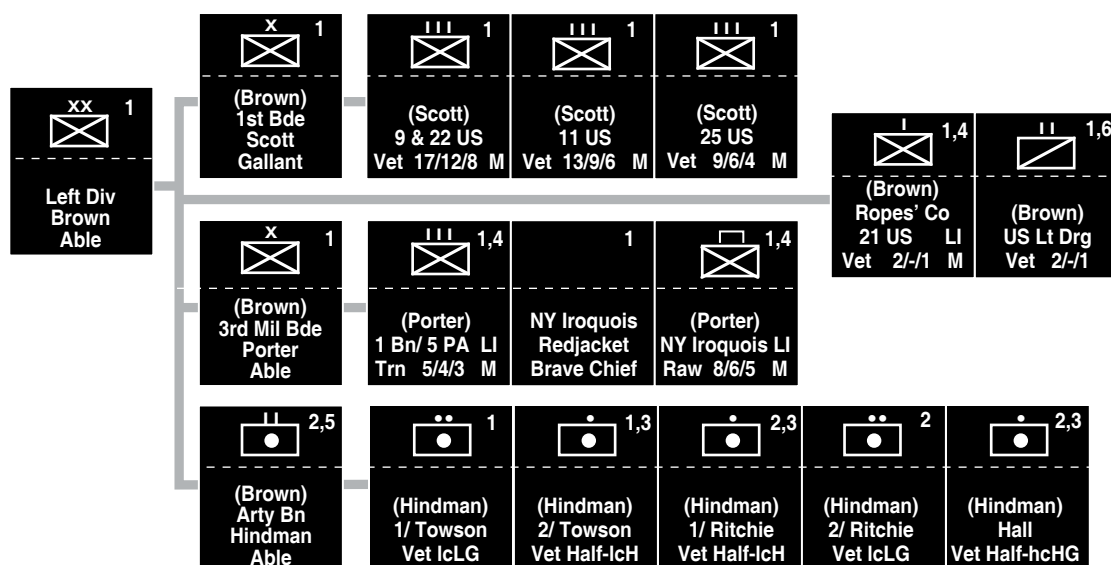 XX 1
Left Div
Brown
Able
X 1
(Brown)
1st Bde
Scott
Gallant
III 1
(Scott)
9 & 22 US
Vet 17/12/8 M
III 1
(Scott)
11 US
Vet 13/9/6 M
III 1
(Scott)
25 US
Vet 9/6/4 M
I 1,4
(Brown)
Ropes' Co
21 US LI
Vet 2/-/1 M
II 1,6
(Brown)
US Lt Drg
Vet 2/-/1
X 1
(Brown)
3rd Mil Bde
Porter
Able
III 1,4
(Porter)
1 Bn/ 5 PA LI
Trn 5/4/3 M
1
NY Iroquois
Redjacket
Brave Chief
1,4
(Porter)
NY Iroquois LI
Raw 8/6/5 M
II 2,5
(Brown)
Arty Bn
Hindman
Able
1
(Hindman)
1/ Towson
Vet lcLG
1,3
(Hindman)
2/ Towson
Vet Half-lcH
2,3
(Hindman)
1/ Ritchie
Vet Half-lcH
2
(Hindman)
2/ Ritchie
Vet lcLG
2,3
(Hindman)
Hall
Vet Half-hcHG